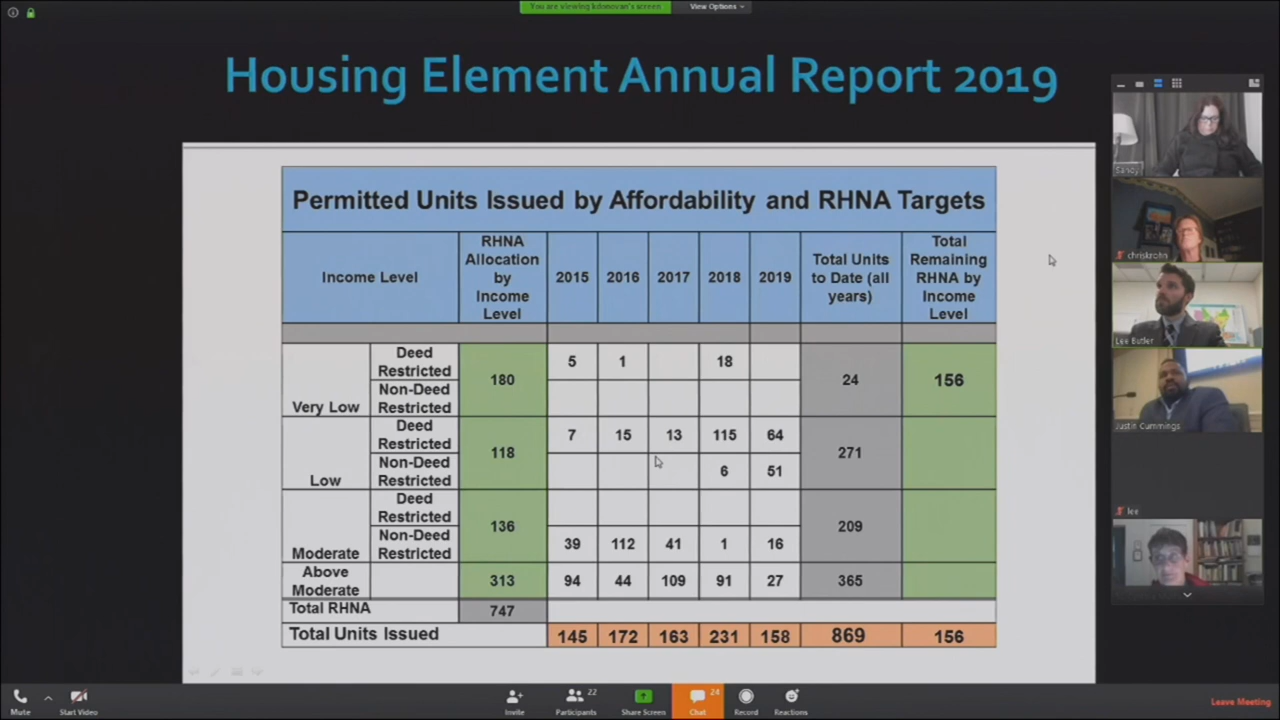 You are viewing kdonovan's screen
View Options
Housing Element Annual Report 2019
Permitted Units Issued by Affordability and RHNA Targets
Income Level
RHNA
Allocation
by
Income
Level
2015
2016
2017
2018
2019
Total Units
to Date (all
years)
Total
Remaining
RHNA by
Income
Level
Very Low
Deed
Restricted
180
5
1
18
24
156
Non-Deed
Restricted
Low
Deed
Restricted
118
7
15
13
115
64
271
Non-Deed
Restricted
6
51
Moderate
Deed
Restricted
136
209
Non-Deed
Restricted
39
112
41
1
16
Above
Moderate
313
94
44
109
91
27
365
Total RHNA
747
Total Units Issued
145
172
163
231
158
869
156
Sandy
chriskrohn
Lee Butler
Justin Cummings
lee
Mute
Start Video
Invite
Participants
22
Share Screen
Chat
24
Record
Reactions
Leave Meeting